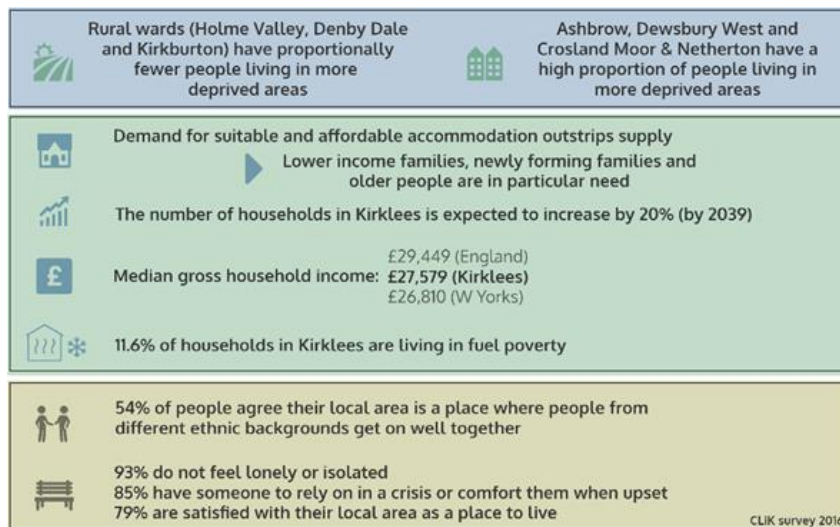 Rural wards (Holme Valley, Denby Dale
and Kirkburton) have proportionally
fewer people living in more
deprived areas
Ashbrow, Dewsbury West and
Crosland Moor & Netherton have a
high proportion of people living in
more deprived areas
Demand for suitable and affordable accommodation outstrips supply
Lower income families, newly forming families and
older people are in particular need
The number of households in Kirklees is expected to increase by 20% (by 2039)
£
Median gross household income:
£29,449 (England)
£27,579 (Kirklees)
£26,810 (W Yorks)
11.6% of households in Kirklees are living in fuel poverty
54% of people agree their local area is a place where people from
different ethnic backgrounds get on well together
93% do not feel lonely or isolated
85% have someone to rely on in a crisis or comfort them when upset
79% are satisfied with their local area as a place to live
CLiK survey